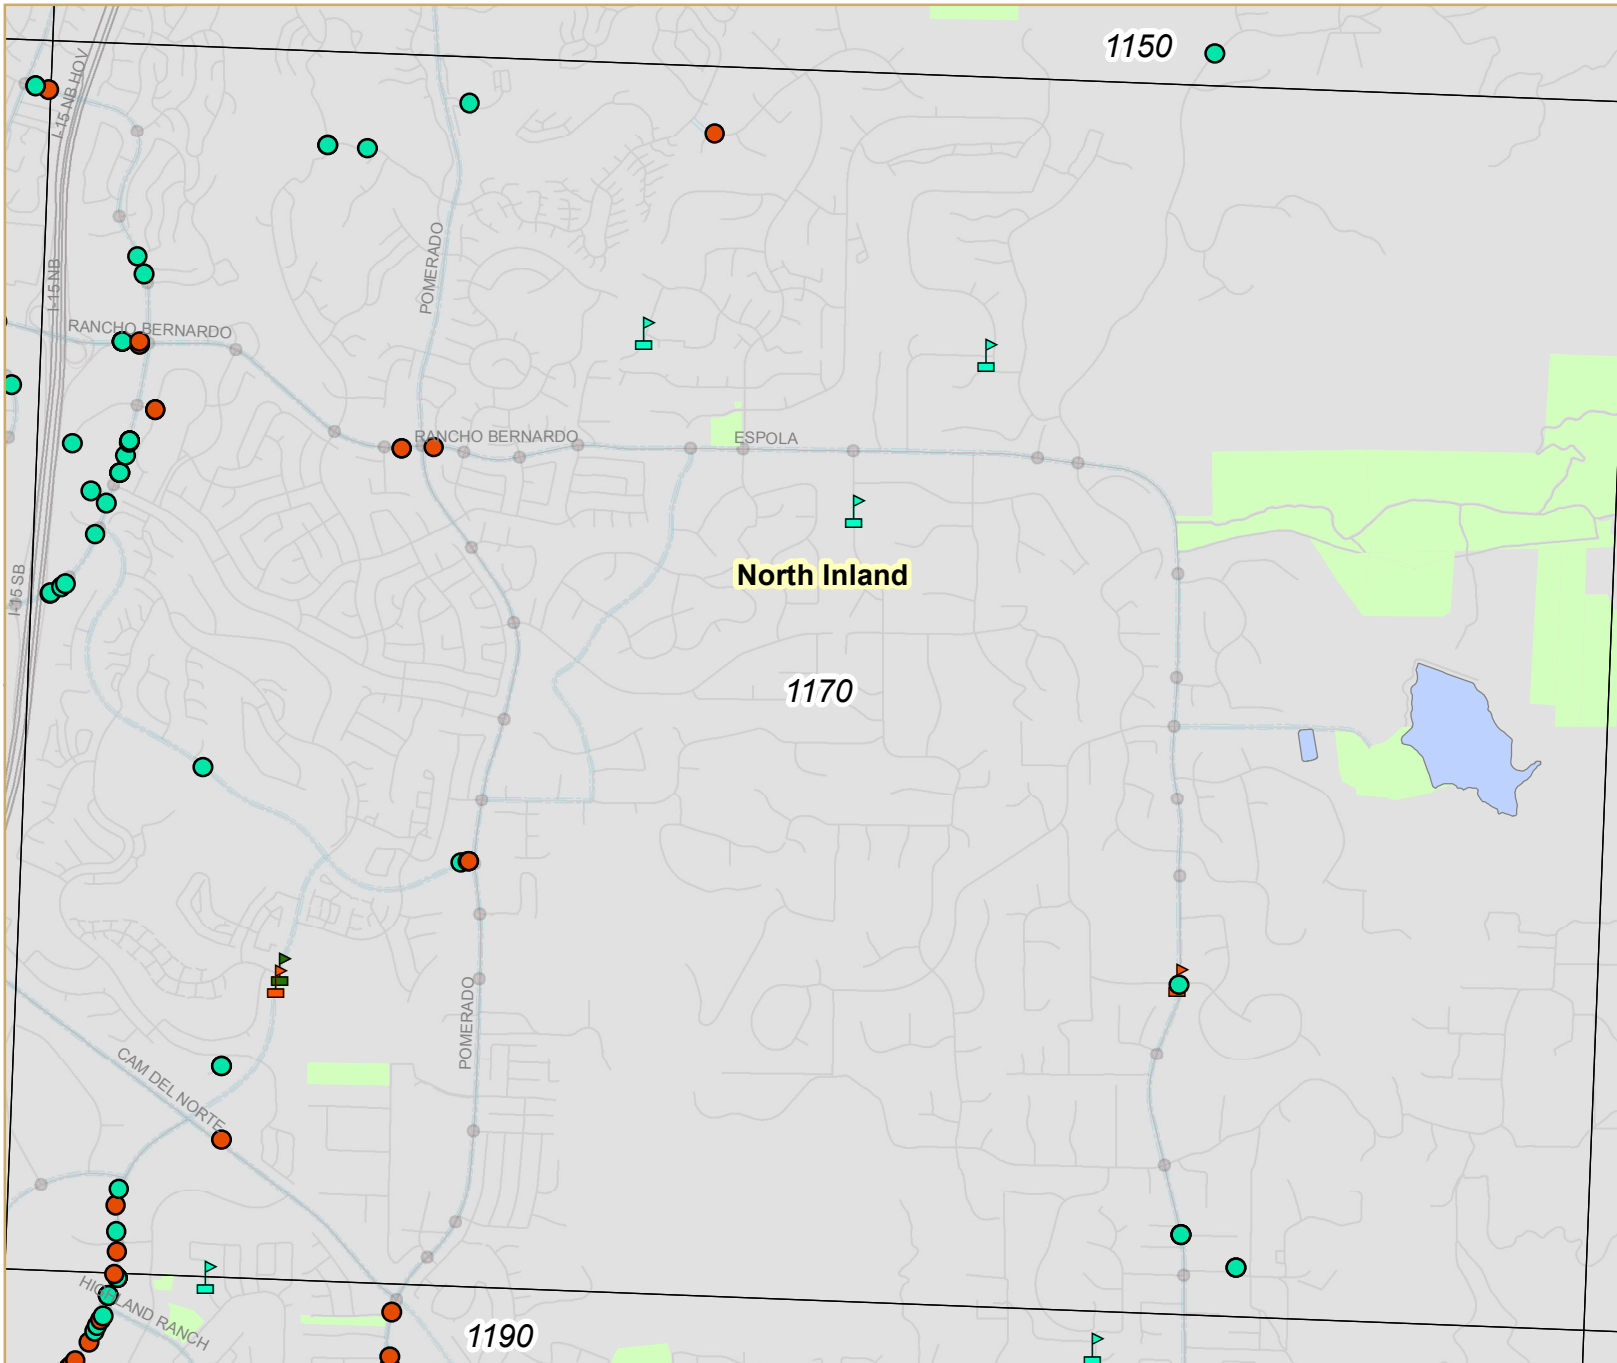 1150
I-15 NB HOV
POMERADO
I-15 NB
RANCHO BERNARDO
RANCHO BERNARDO
ESPOLA
I-15 SB
North Inland
1170
POMERADO
CAM DEL NORTE
HIGHLAND RANCH
1190